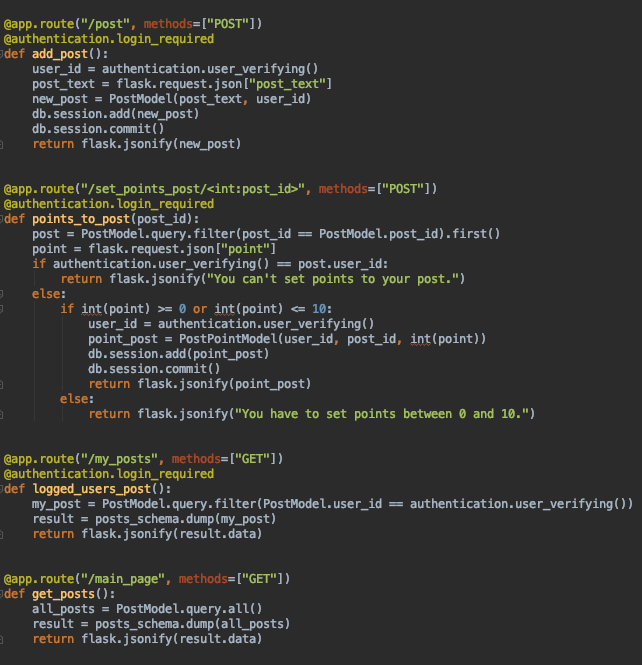 @app.route("/post", methods=["POST"])
@authentication.login_required
def add_post():
    user_id = authentication.user_verifying()
    post_text = flask.request.json["post_text"]
    new_post = PostModel(post_text, user_id)
    db.session.add(new_post)
    db.session.commit()
    return flask.jsonify(new_post)
@app.route("/set_points_post/<int:post_id>", methods=["POST"])
@authentication.login_required
def points_to_post(post_id):
    post = PostModel.query.filter(post_id == PostModel.post_id).first()
    point = flask.request.json["point"]
    if authentication.user_verifying() == post.user_id:
        return flask.jsonify("You can't set points to your post.")
    else:
        if int(point) >= 0 or int(point) <= 10:
            user_id = authentication.user_verifying()
            point_post = PostPointModel(user_id, post_id, int(point))
            db.session.add(point_post)
            db.session.commit()
            return flask.jsonify(point_post)
        else:
            return flask.jsonify("You have to set points between 0 and 10.")
@app.route("/my_posts", methods=["GET"])
@authentication.login_required
def logged_users_post():
    my_post = PostModel.query.filter(PostModel.user_id == authentication.user_verifying())
    result = posts_schema.dump(my_post)
    return flask.jsonify(result.data)
@app.route("/main_page", methods=["GET"])
def get_posts():
    all_posts = PostModel.query.all()
    result = posts_schema.dump(all_posts)
    return flask.jsonify(result.data)